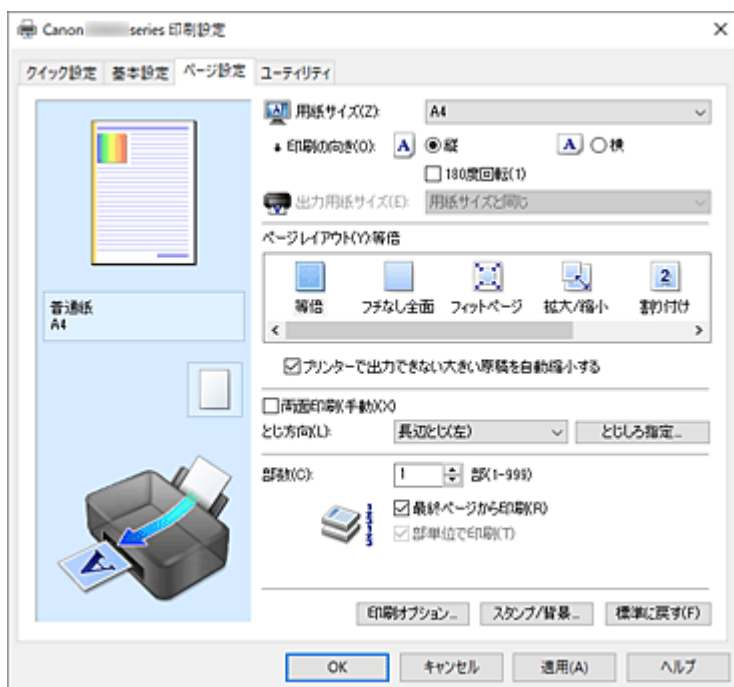 Canon series 印刷設定
クイック設定 基本設定 ページ設定 ユーティリティ
用紙サイズ(Z): A4
印刷の向き(O): A 縦 A 横
180度回転(1)
出力用紙サイズ(E): 用紙サイズと同じ
ページレイアウト(Y):等倍
等倍 フチなし全面 フィットページ 拡大/縮小 割り付け
普通紙
A4
プリンターで出力できない大きい原稿を自動縮小する
両面印刷(手動)(X)
とじ方向(L): 長辺とじ(左) とじしろ指定...
部数(C): 1 部(1-999)
最終ページから印刷(R)
部単位で印刷(T)
印刷オプション... スタンプ/背景... 標準に戻す(F)
OK キャンセル 適用(A) ヘルプ